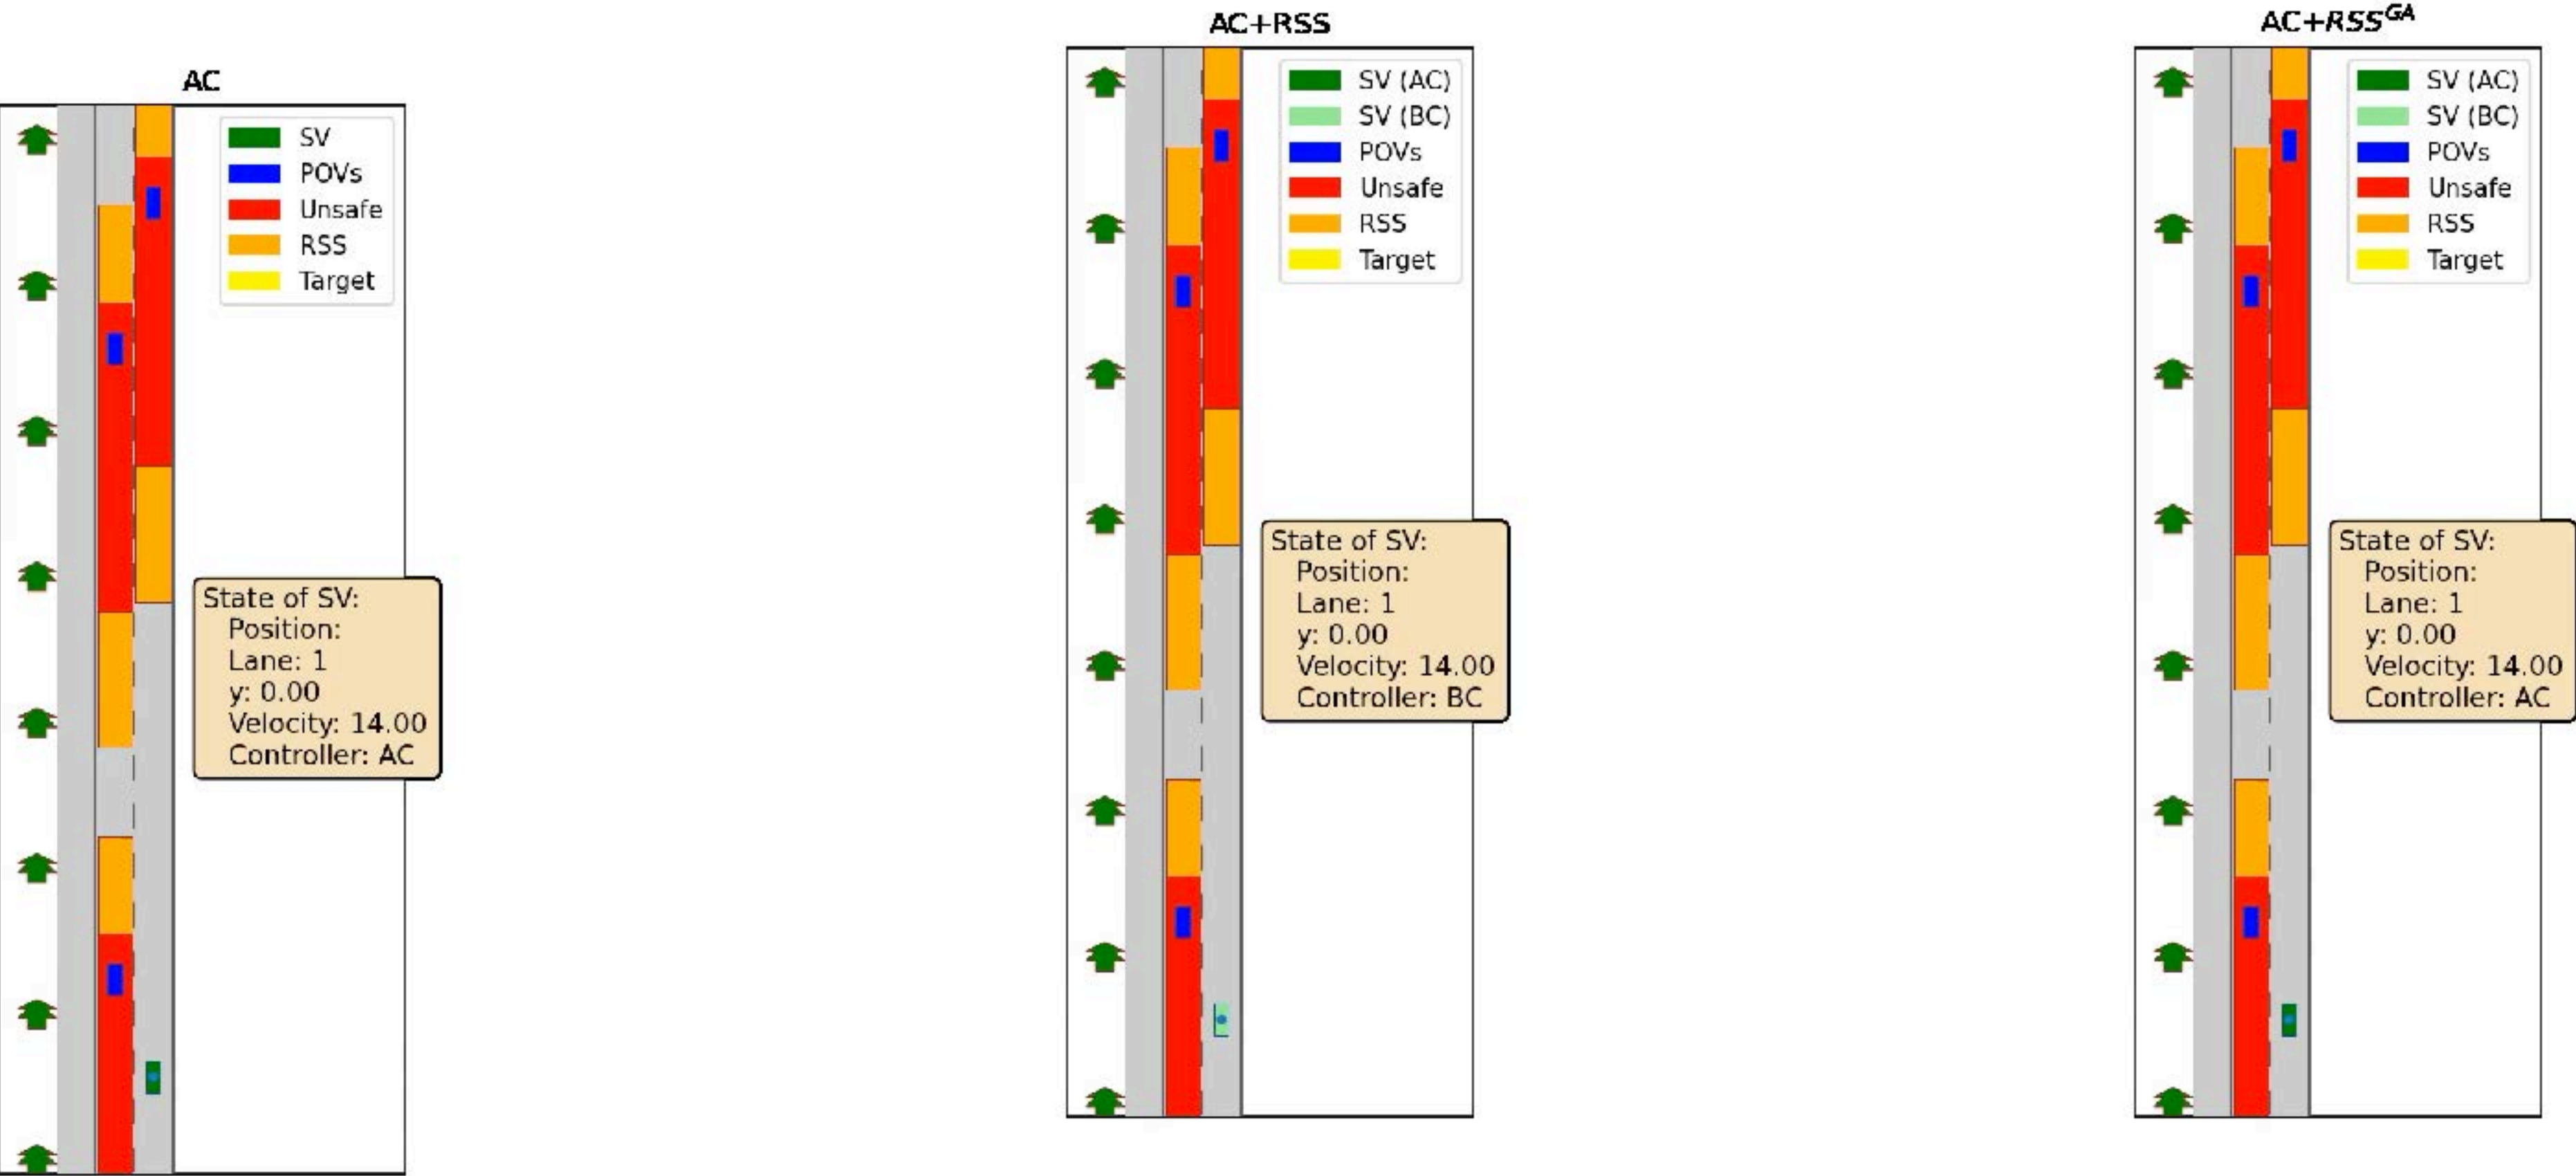 AC
SV
POVs
Unsafe
RSS
Target
State of SV:
Position:
Lane: 1
y: 0.00
Velocity: 14.00
Controller: AC
AC+RSS
SV (AC)
SV (BC)
POVs
Unsafe
RSS
Target
State of SV:
Position:
Lane: 1
y: 0.00
Velocity: 14.00
Controller: BC
AC+RSS^GA
SV (AC)
SV (BC)
POVs
Unsafe
RSS
Target
State of SV:
Position:
Lane: 1
y: 0.00
Velocity: 14.00
Controller: AC